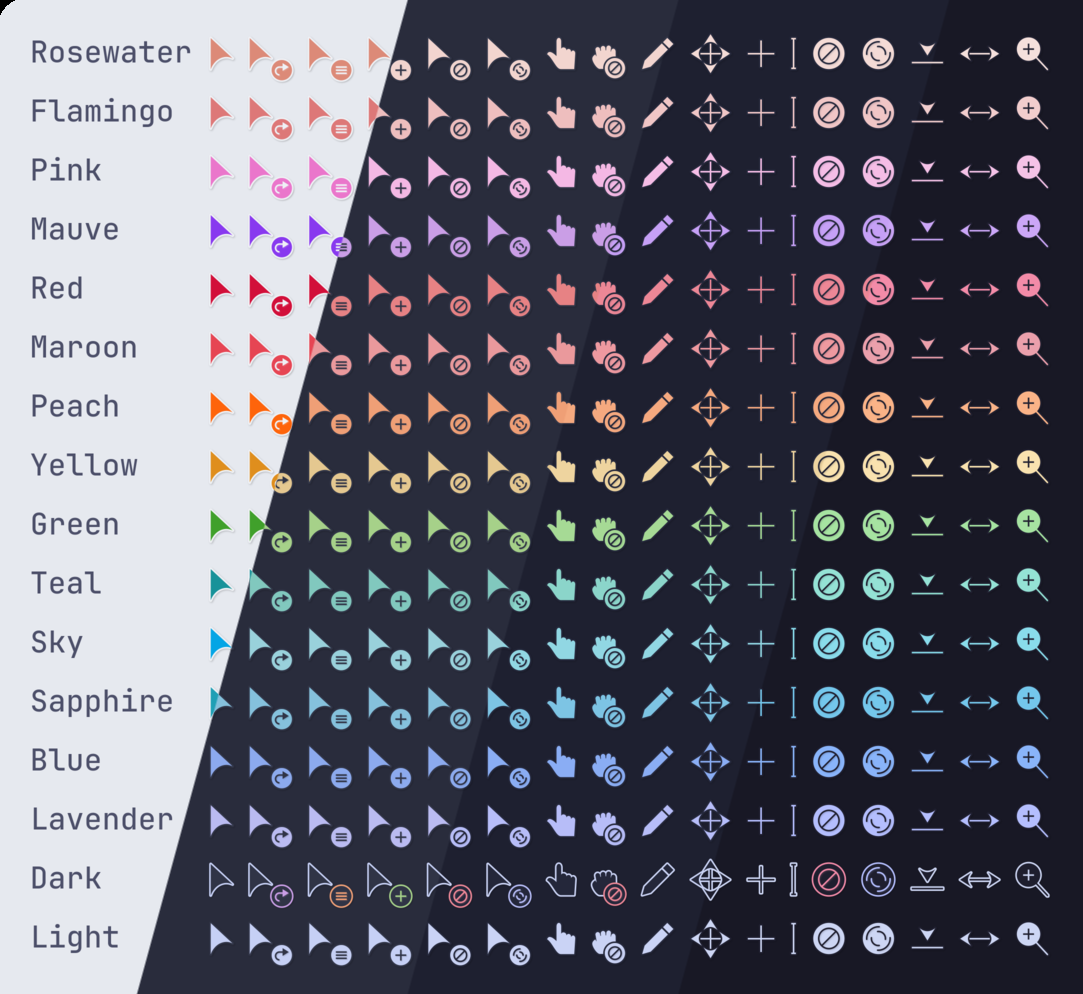 Rosewater
Flamingo
Pink
Mauve
Red
Maroon
Peach
Yellow
Green
Teal
Sky
Sapphire
Blue
Lavender
Dark
Light